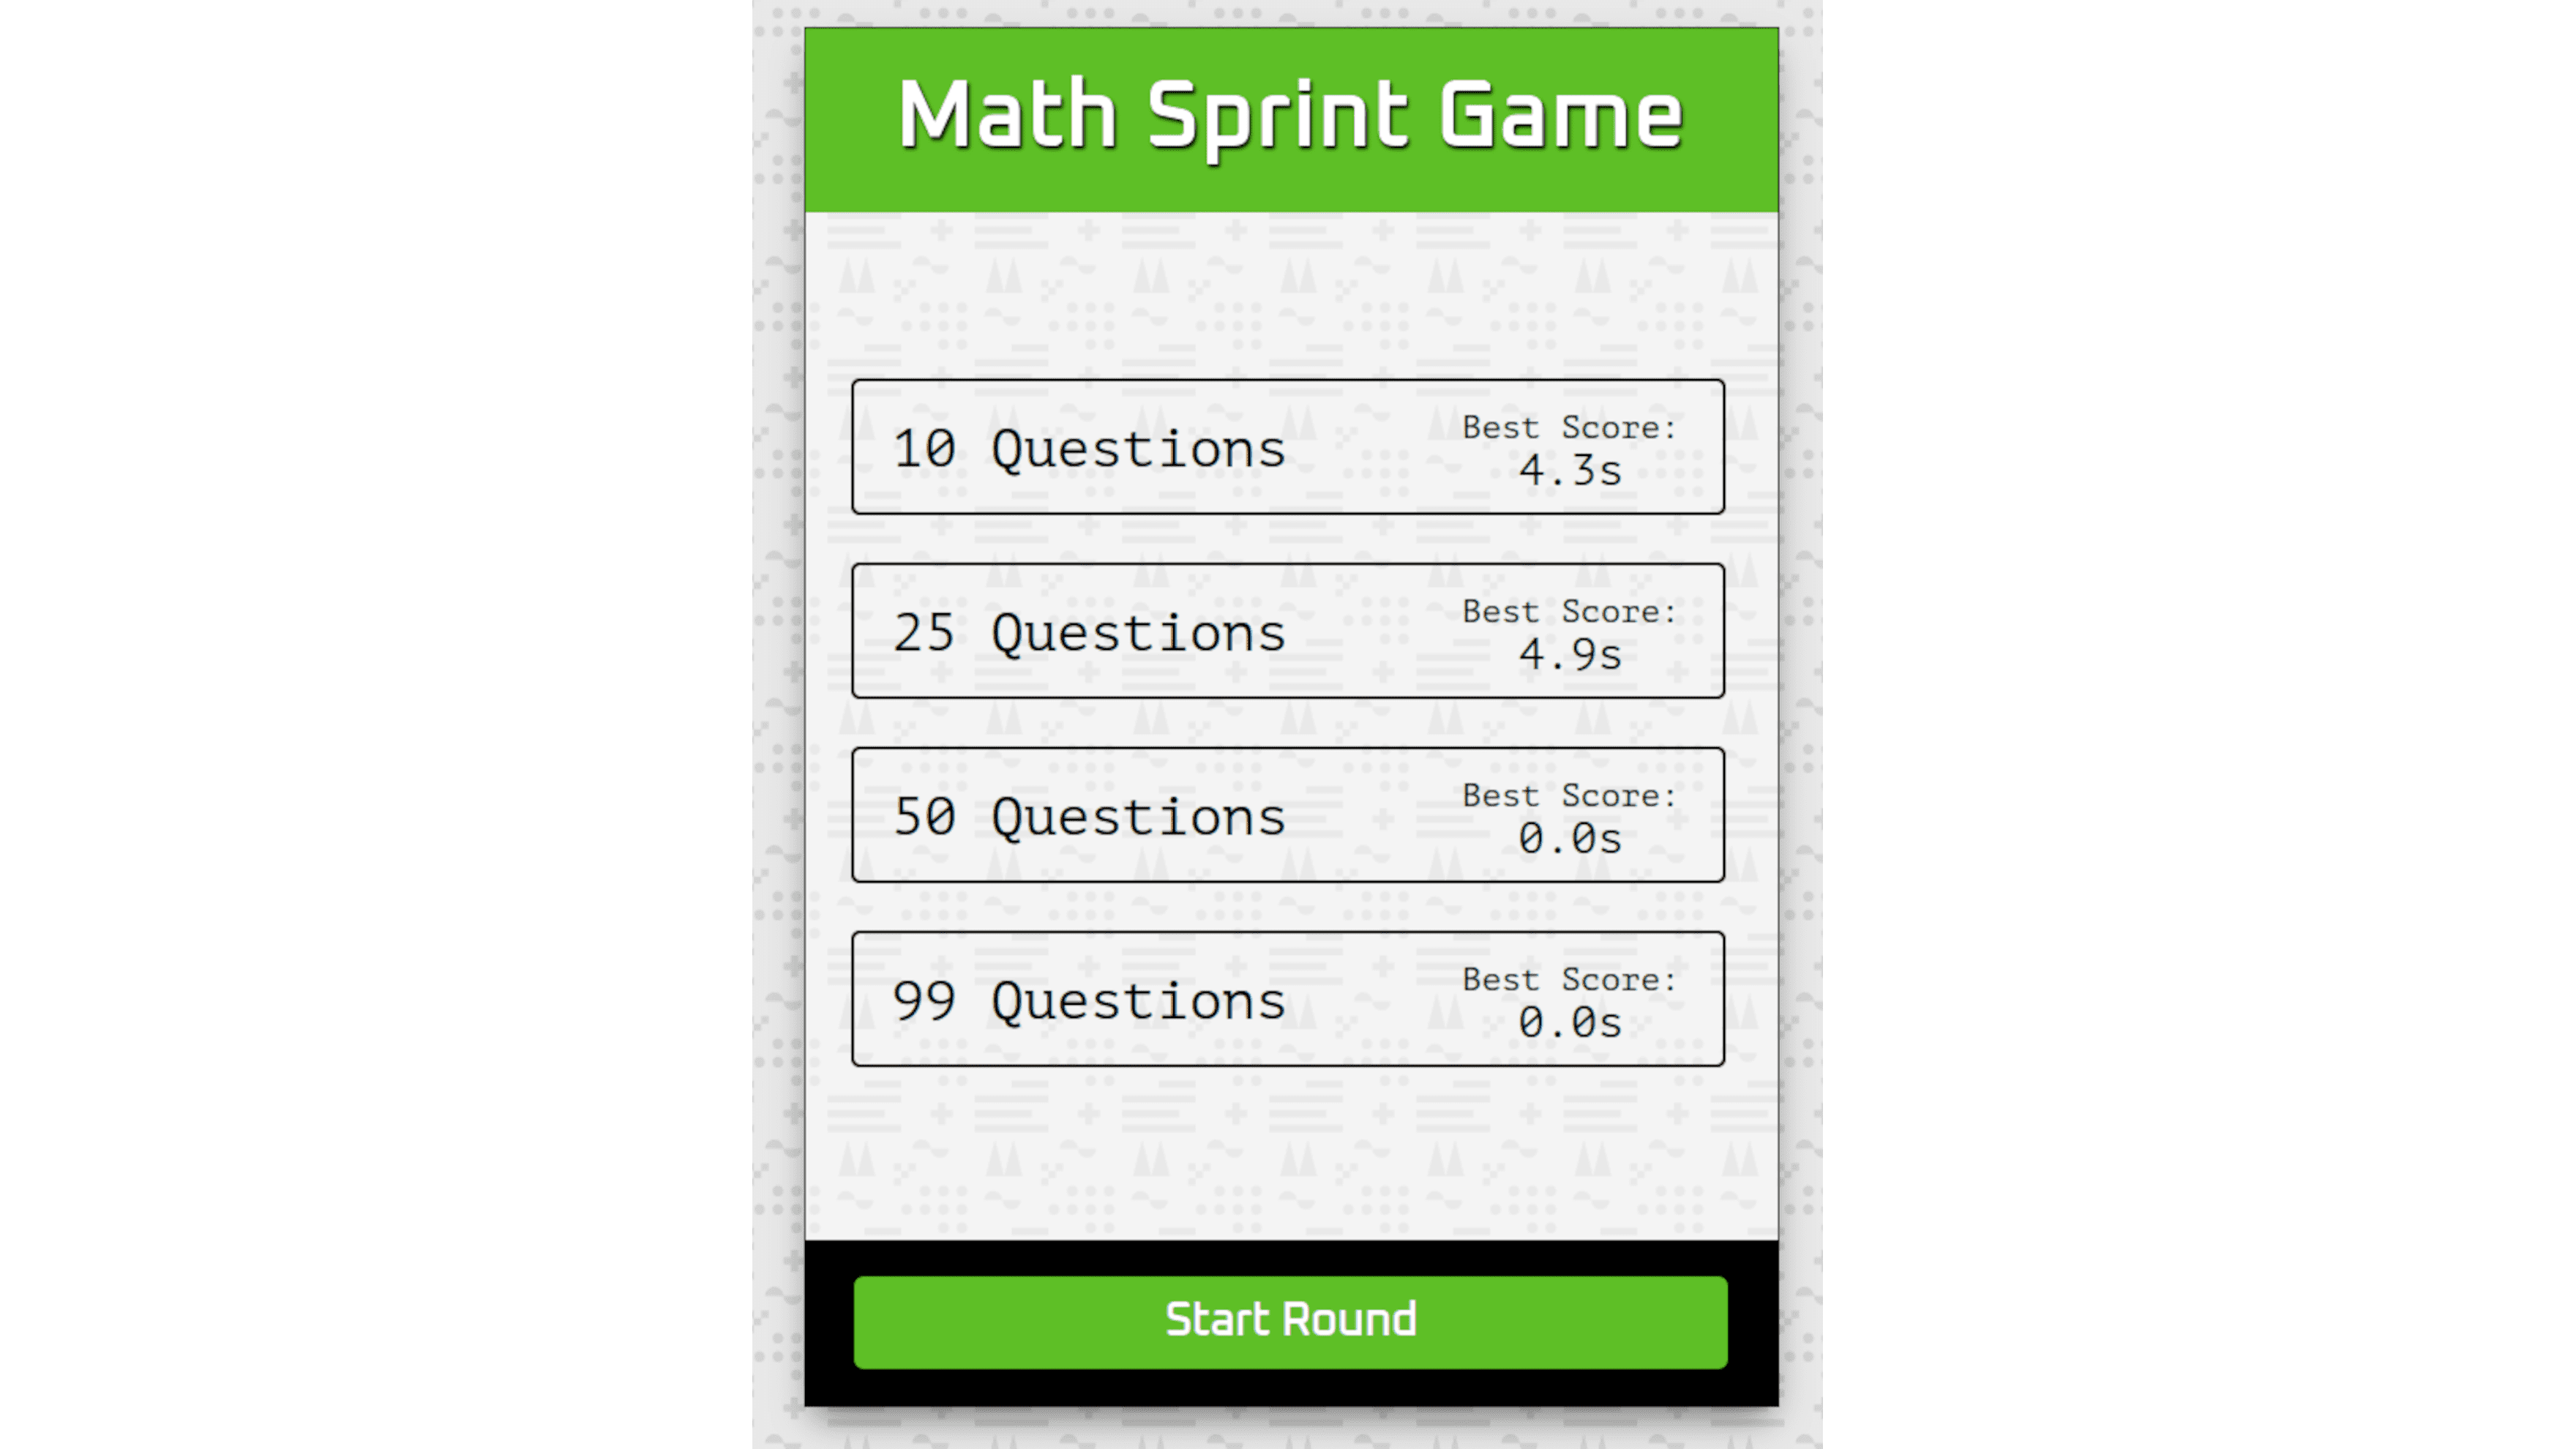 Math Sprint Game
10 Questions
Best Score:
4.3s
25 Questions
Best Score:
4.9s
50 Questions
Best Score:
0.0s
99 Questions
Best Score:
0.0s
Start Round